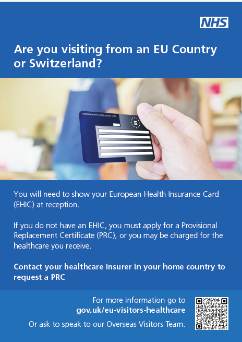 NHS
Are you visiting from an EU Country
or Switzerland?
You will need to show your European Health Insurance Card
(EHIC) at reception.
If you do not have an EHIC, you must apply for a Provisional
Replacement Certificate (PRC), or you may be charged for the
healthcare you receive.
Contact your healthcare insurer in your home country to
request a PRC
For more information go to
gov.uk/eu-visitors-healthcare
Or ask to speak to our Overseas Visitors Team.